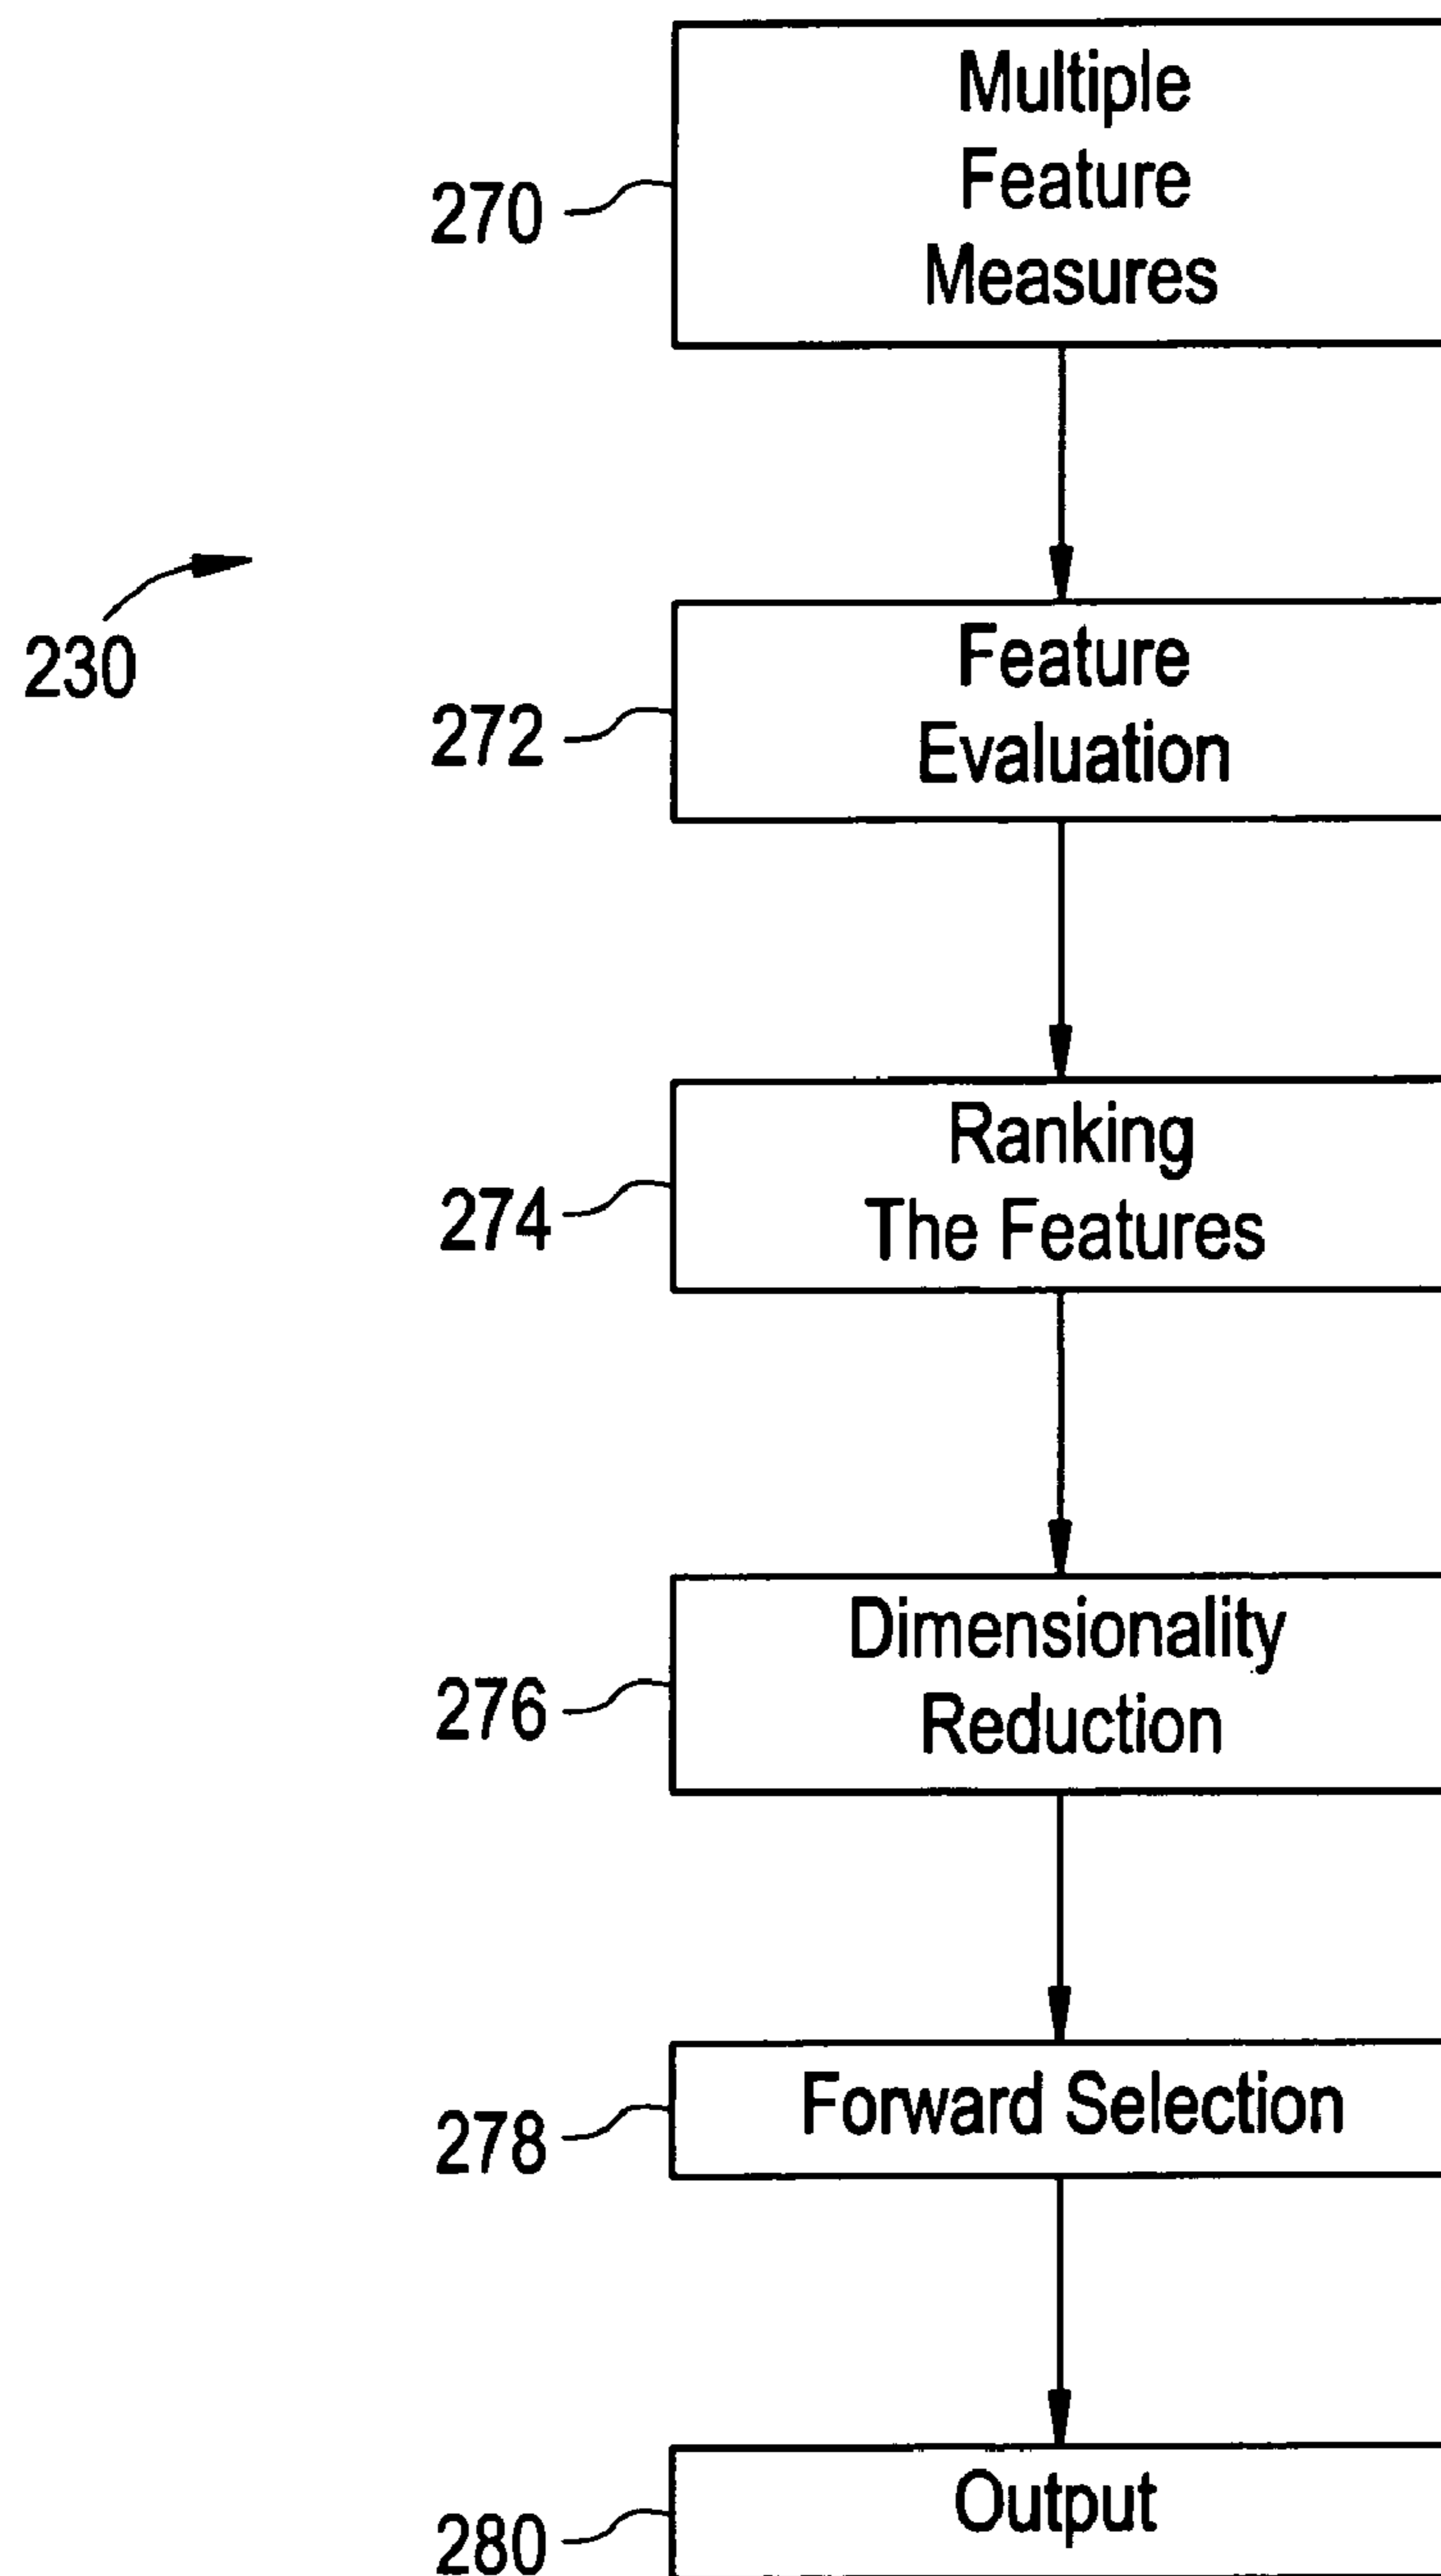 Multiple
Feature
Measures
270
230
Feature
Evaluation
272
Ranking
The Features
274
Dimensionality
Reduction
276
Forward Selection
278
Output
280